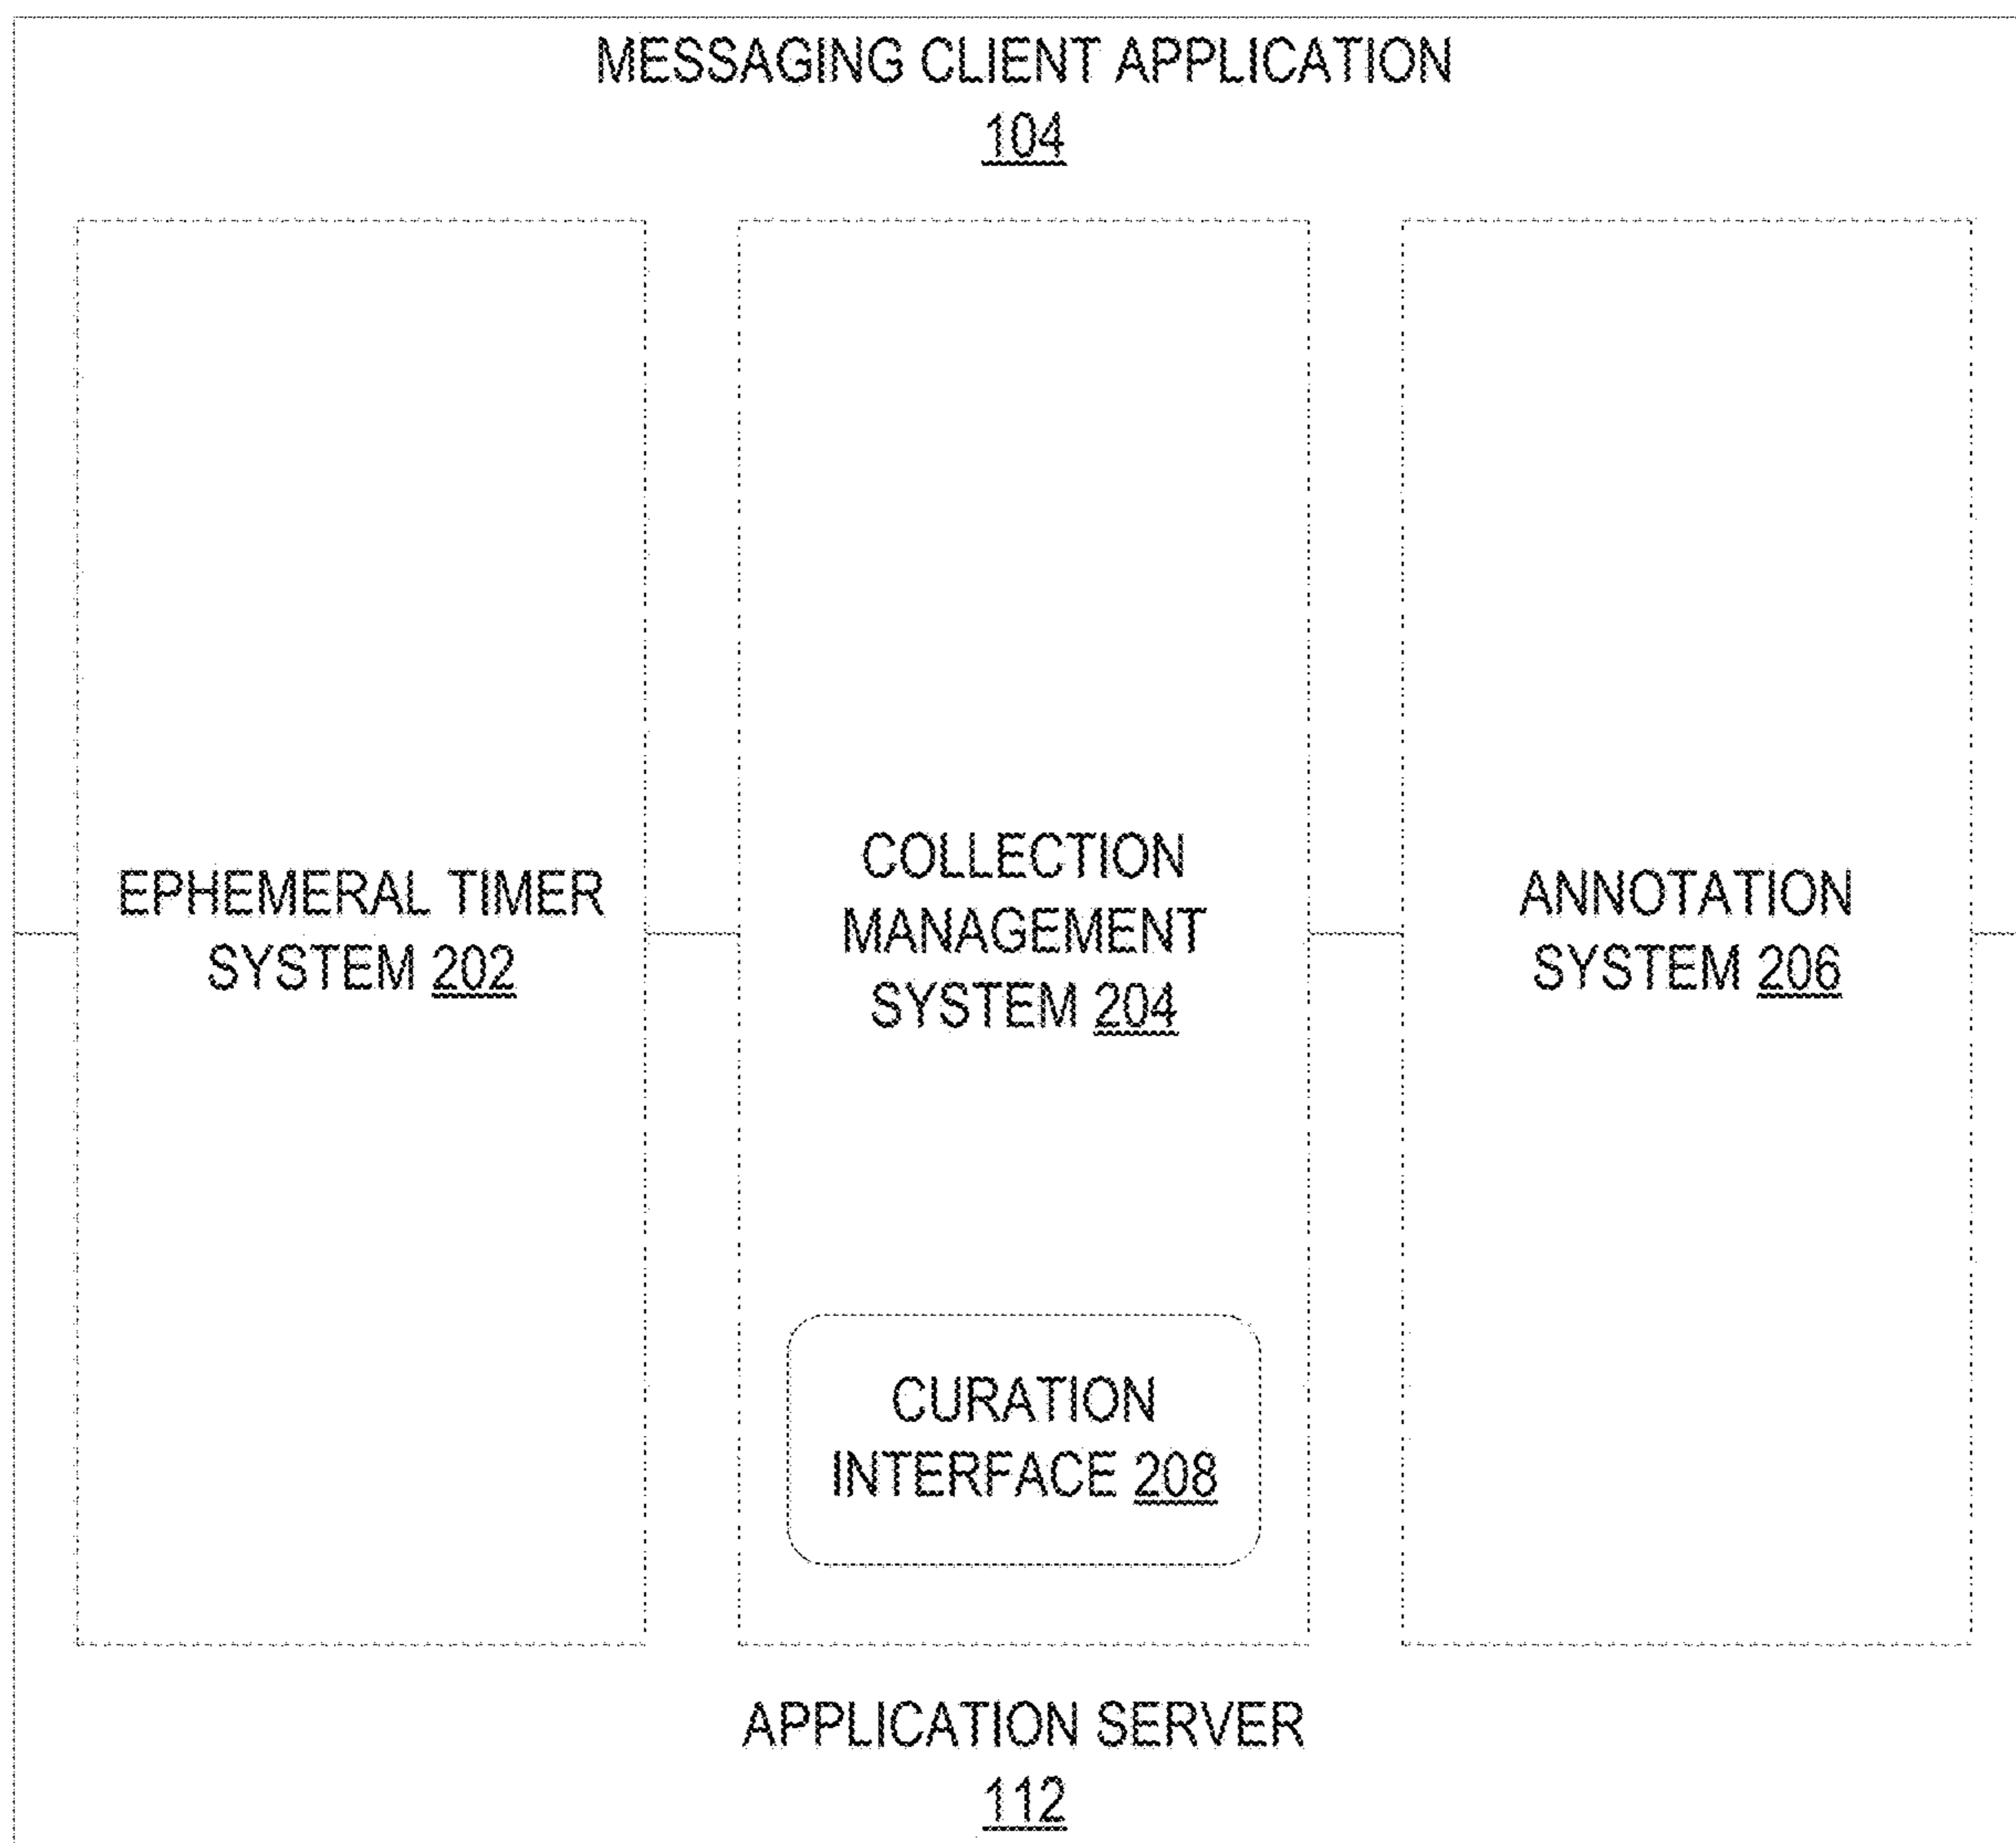 MESSAGING CLIENT APPLICATION
104
EPHEMERAL TIMER
SYSTEM 202
COLLECTION
MANAGEMENT
SYSTEM 204
CURATION
INTERFACE 208
ANNOTATION
SYSTEM 206
APPLICATION SERVER
112